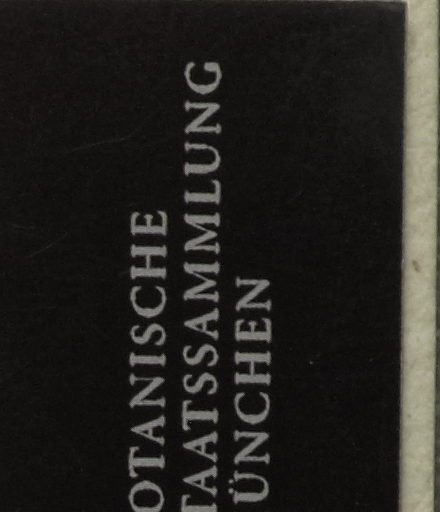 OTANISCHE
TAATSSAMMLUNG
ÜNCHEN